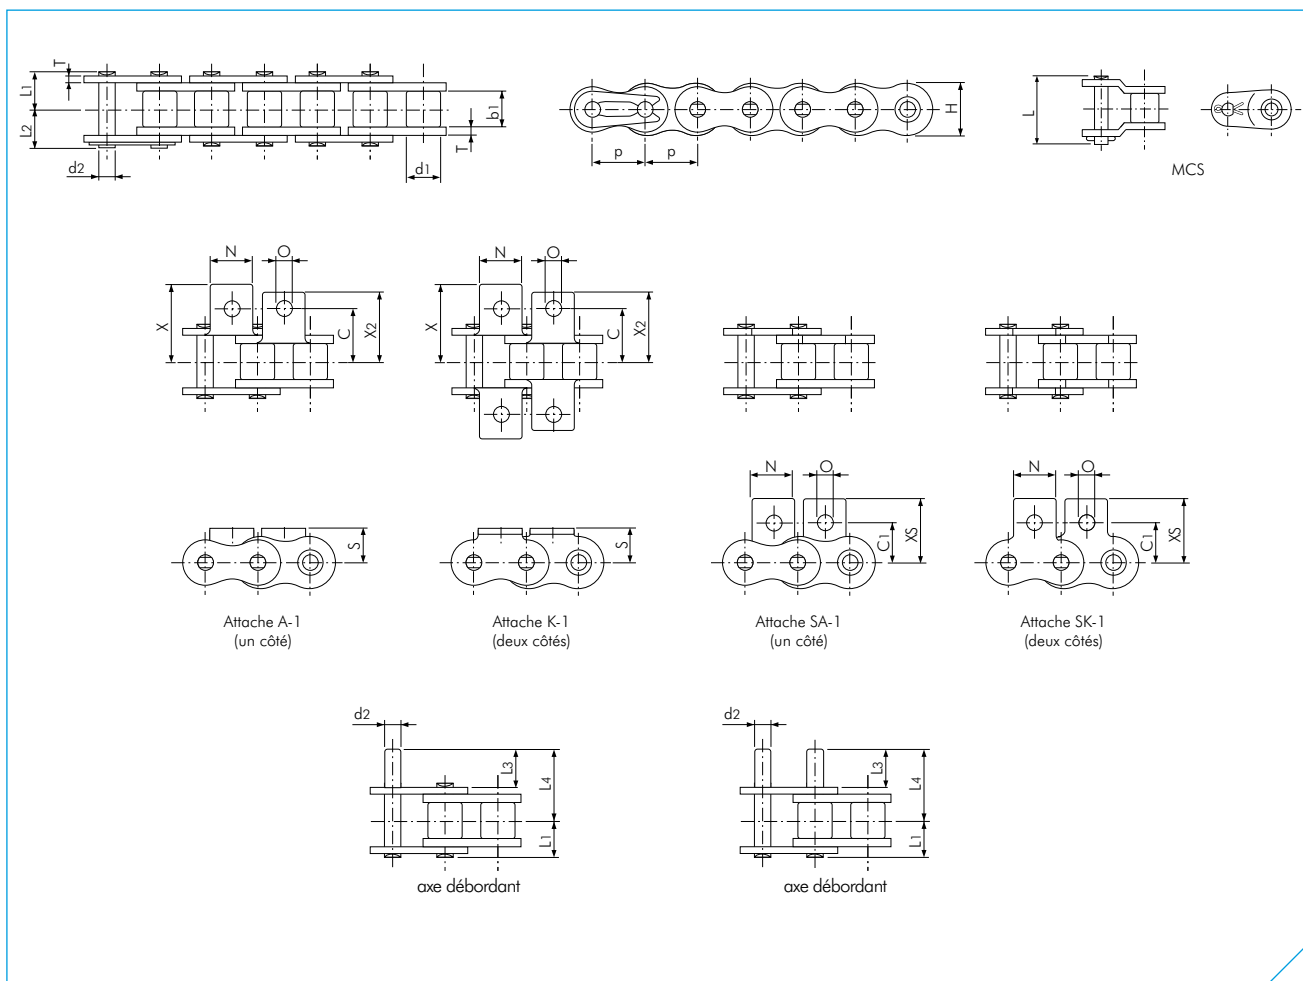 T
L1
L2
d2
b1
T
d1
p
p
H
L
MCS
N
O
X
C
X2
N
O
X
C
X2
S
Attache A-1
(un côté)
S
Attache K-1
(deux côtés)
N
O
C1
XS
Attache SA-1
(un côté)
N
O
C1
XS
Attache SK-1
(deux côtés)
d2
L3
L4
L1
axe débordant
d2
L3
L4
L1
axe débordant